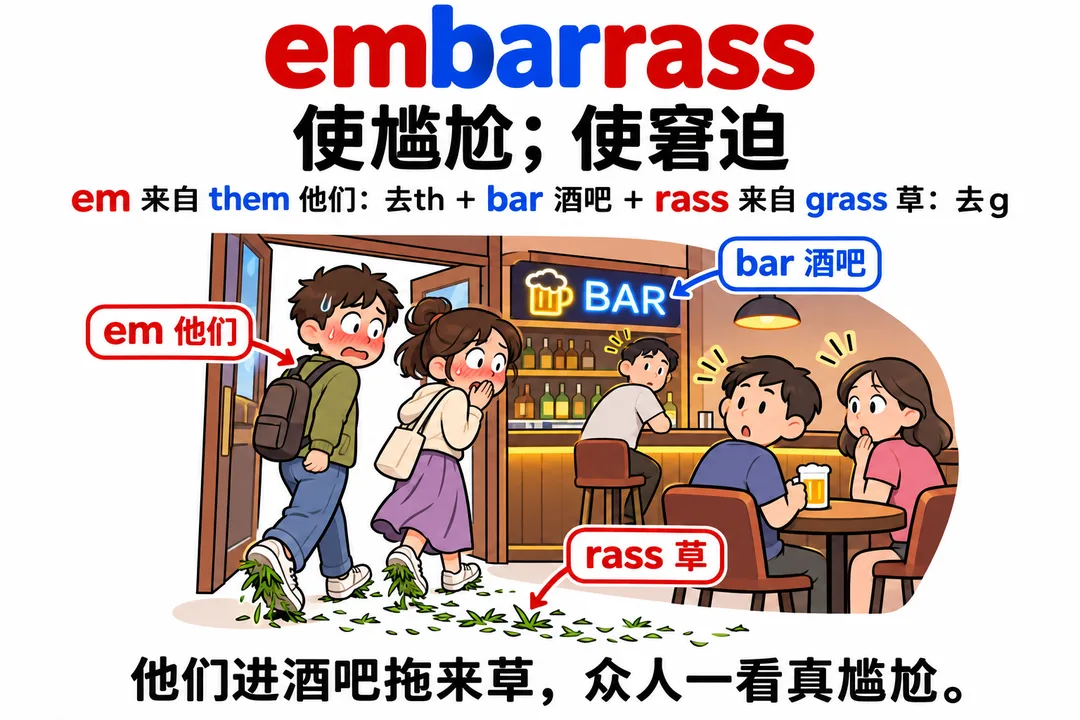 embarrass
使尴尬；使窘迫
em 来自 them 他们：去th + bar 酒吧 + rass 来自 grass 草：去g
bar 酒吧
BAR
em 他们
rass 草
他们进酒吧拖来草，众人一看真尴尬。